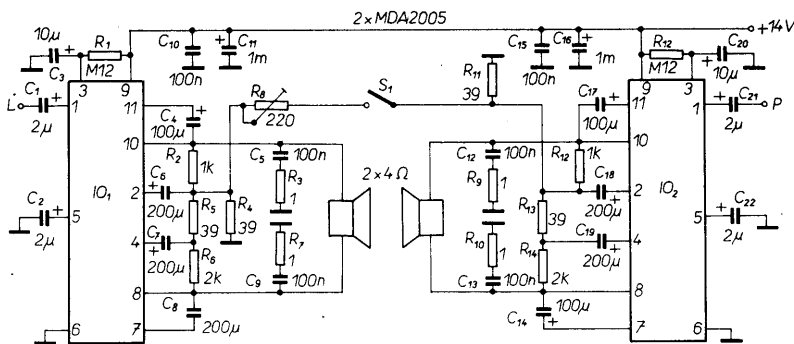 2×MDA2005
+14V
10µ
C3
R1
M12
C10
100n
C11
1m
C15
100n
C16
1m
R12
M12
C20
10µ
L
C1
2µ
1
3
9
11
C4
100µ
10
R2
1k
C6
200µ
2
R5
39
R4
39
C7
200µ
4
R6
2k
C8
200µ
8
7
6
5
C2
2µ
IO1
R8
220
S1
R11
39
C5
100n
R3
1
R7
1
C9
100n
2×4Ω
C12
100n
R9
1
R10
1
C13
100n
C17
100µ
R12
1k
C18
200µ
R13
39
C19
200µ
R14
2k
100µ
C14
9
3
11
1
10
2
4
5
8
7
6
IO2
C21
2µ
P
C22
2µ